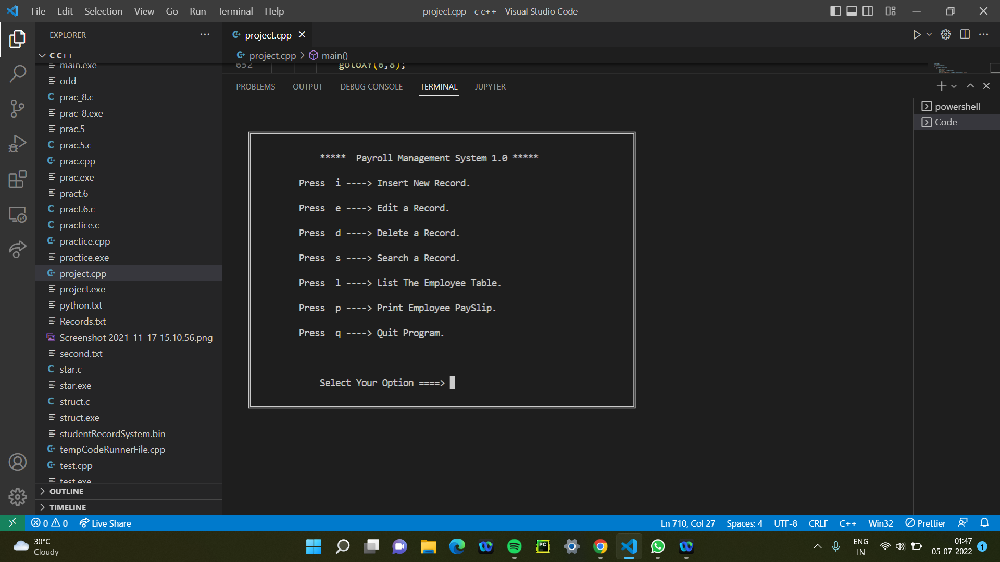 File Edit Selection View Go Run Terminal Help
project.cpp - c c++ - Visual Studio Code
EXPLORER
C C++
main.exe
odd
prac_8.c
prac_8.exe
prac.5
prac.5.c
prac.cpp
prac.exe
pract.6
pract.6.c
practice.c
practice.cpp
practice.exe
project.cpp
project.exe
python.txt
Records.txt
Screenshot 2021-11-17 15.10.56.png
second.txt
star.c
star.exe
struct.c
struct.exe
studentRecordSystem.bin
tempCodeRunnerFile.cpp
test.cpp
test.exe
OUTLINE
TIMELINE
project.cpp
project.cpp > main()
652 gotoXY(6,8);
PROBLEMS OUTPUT DEBUG CONSOLE TERMINAL JUPYTER
powershell
Code
***** Payroll Management System 1.0 *****
Press i ----> Insert New Record.
Press e ----> Edit a Record.
Press d ----> Delete a Record.
Press s ----> Search a Record.
Press l ----> List The Employee Table.
Press p ----> Print Employee PaySlip.
Press q ----> Quit Program.
Select Your Option ====>
0 0 Live Share
Ln 710, Col 27 Spaces: 4 UTF-8 CRLF C++ Win32 Prettier
30°C
Cloudy
PC
ENG
IN
01:47
05-07-2022
1